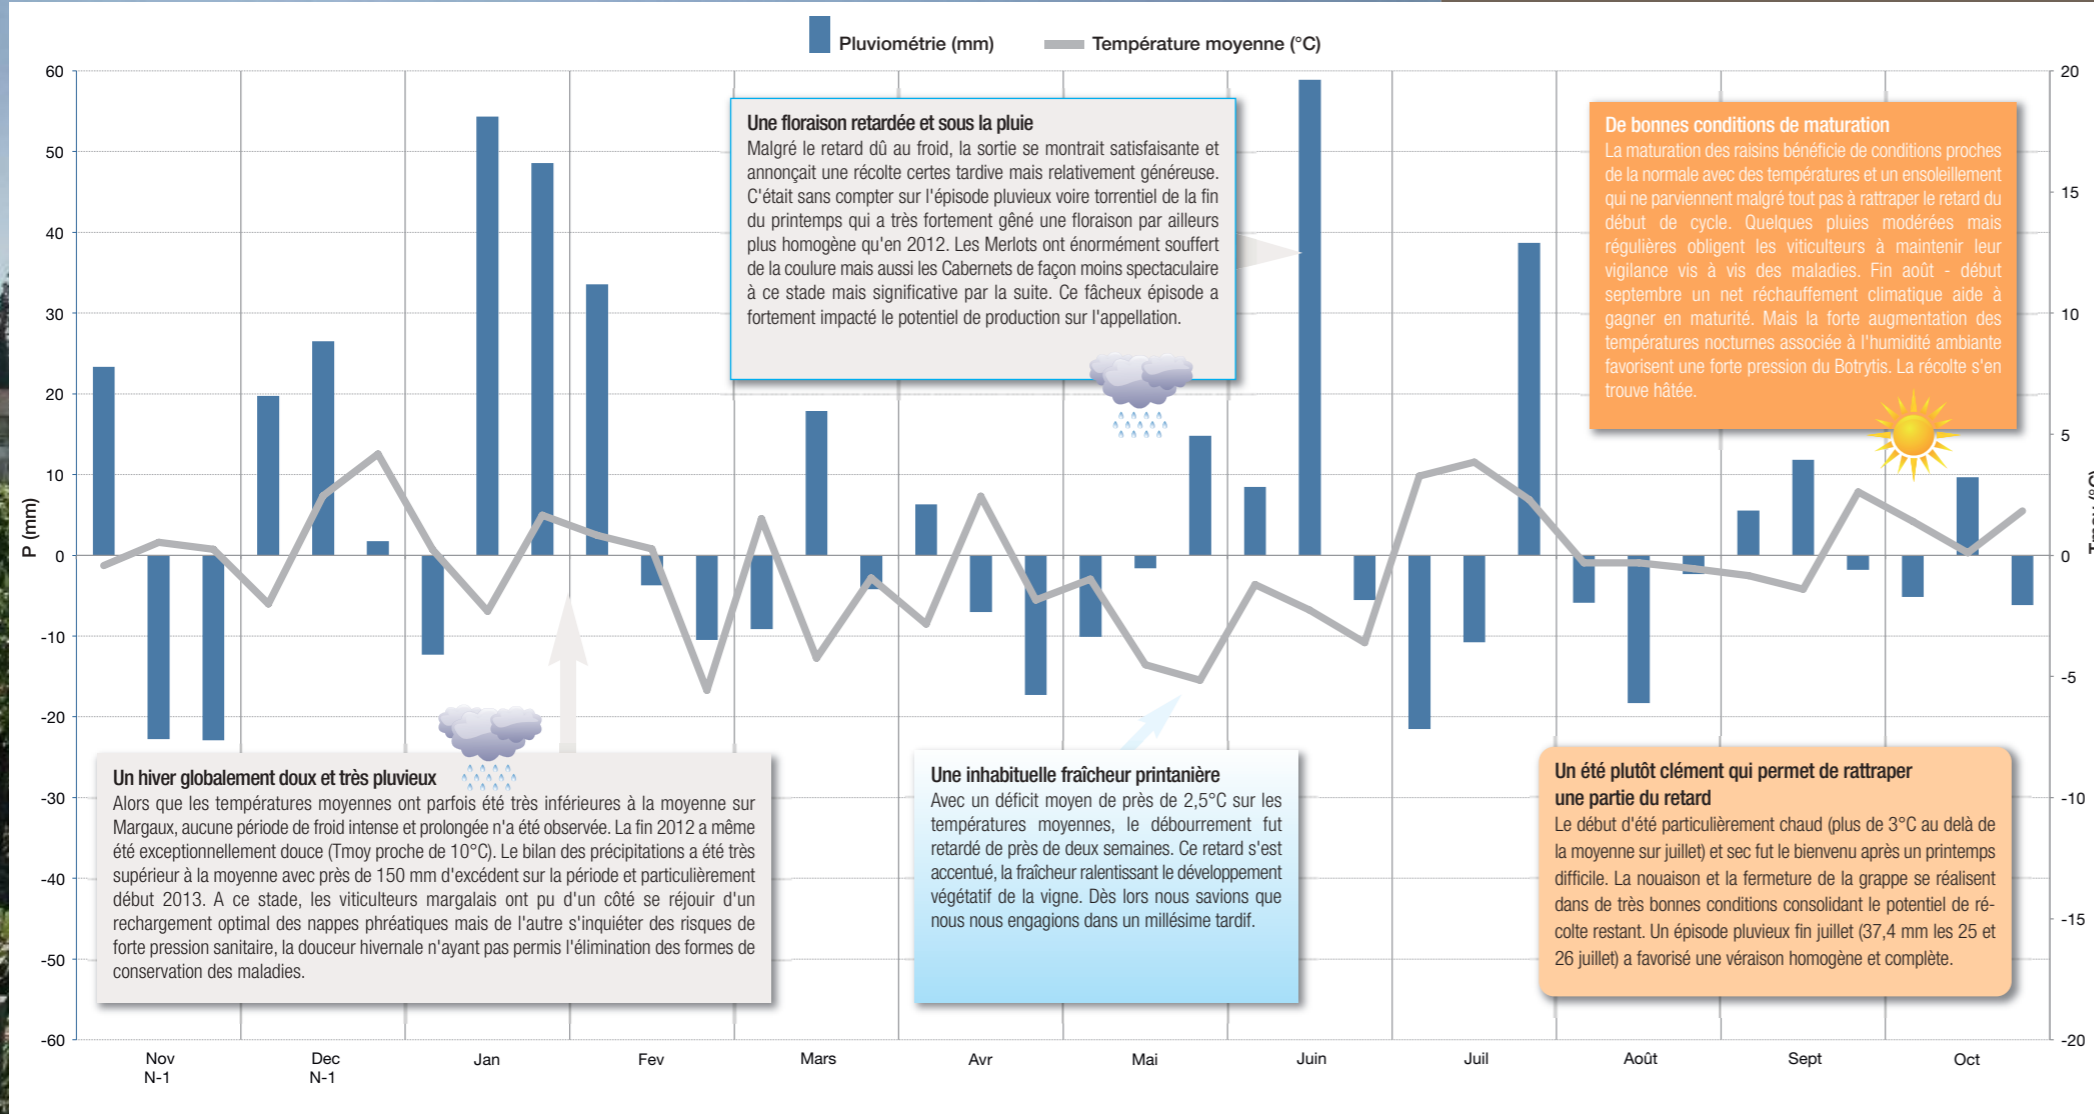 Pluviométrie (mm)
Température moyenne (°C)
60
50
40
30
20
10
0
-10
-20
-30
-40
-50
-60
P (mm)
20
15
10
5
0
-5
-10
-15
-20
Tmoy (°C)
Une floraison retardée et sous la pluie
Malgré le retard dû au froid, la sortie se montrait satisfaisante et
annonçait une récolte certes tardive mais relativement généreuse.
C'était sans compter sur l'épisode pluvieux voire torrentiel de la fin
du printemps qui a très fortement gêné une floraison par ailleurs
plus homogène qu'en 2012. Les Merlots ont énormément souffert
de la coulure mais aussi les Cabernets de façon moins spectaculaire
à ce stade mais significative par la suite. Ce fâcheux épisode a
fortement impacté le potentiel de production sur l'appellation.
De bonnes conditions de maturation
La maturation des raisins bénéficie de conditions proches
de la normale avec des températures et un ensoleillement
qui ne parviennent malgré tout pas à rattraper le retard du
début de cycle. Quelques pluies modérées mais
régulières obligent les viticulteurs à maintenir leur
vigilance vis à vis des maladies. Fin août - début
septembre un net réchauffement climatique aide à
gagner en maturité. Mais la forte augmentation des
températures nocturnes associée à l'humidité ambiante
favorisent une forte pression du Botrytis. La récolte s'en
trouve hâtée.
Un hiver globalement doux et très pluvieux
Alors que les températures moyennes ont parfois été très inférieures à la moyenne sur
Margaux, aucune période de froid intense et prolongée n'a été observée. La fin 2012 a même
été exceptionnellement douce (Tmoy proche de 10°C). Le bilan des précipitations a été très
supérieur à la moyenne avec près de 150 mm d'excédent sur la période et particulièrement
début 2013. A ce stade, les viticulteurs margalais ont pu d'un côté se réjouir d'un
rechargement optimal des nappes phréatiques mais de l'autre s'inquiéter des risques de
forte pression sanitaire, la douceur hivernale n'ayant pas permis l'élimination des formes de
conservation des maladies.
Une inhabituelle fraîcheur printanière
Avec un déficit moyen de près de 2,5°C sur les
températures moyennes, le débourrement fut
retardé de près de deux semaines. Ce retard s'est
accentué, la fraîcheur ralentissant le développement
végétatif de la vigne. Dès lors nous savions que
nous nous engagions dans un millésime tardif.
Un été plutôt clément qui permet de rattraper
une partie du retard
Le début d'été particulièrement chaud (plus de 3°C au delà de
la moyenne sur juillet) et sec fut le bienvenu après un printemps
difficile. La nouaison et la fermeture de la grappe se réalisent
dans de très bonnes conditions consolidant le potentiel de ré-
colte restant. Un épisode pluvieux fin juillet (37,4 mm les 25 et
26 juillet) a favorisé une véraison homogène et complète.
Nov
N-1
Dec
N-1
Jan
Fev
Mars
Avr
Mai
Juin
Juil
Août
Sept
Oct